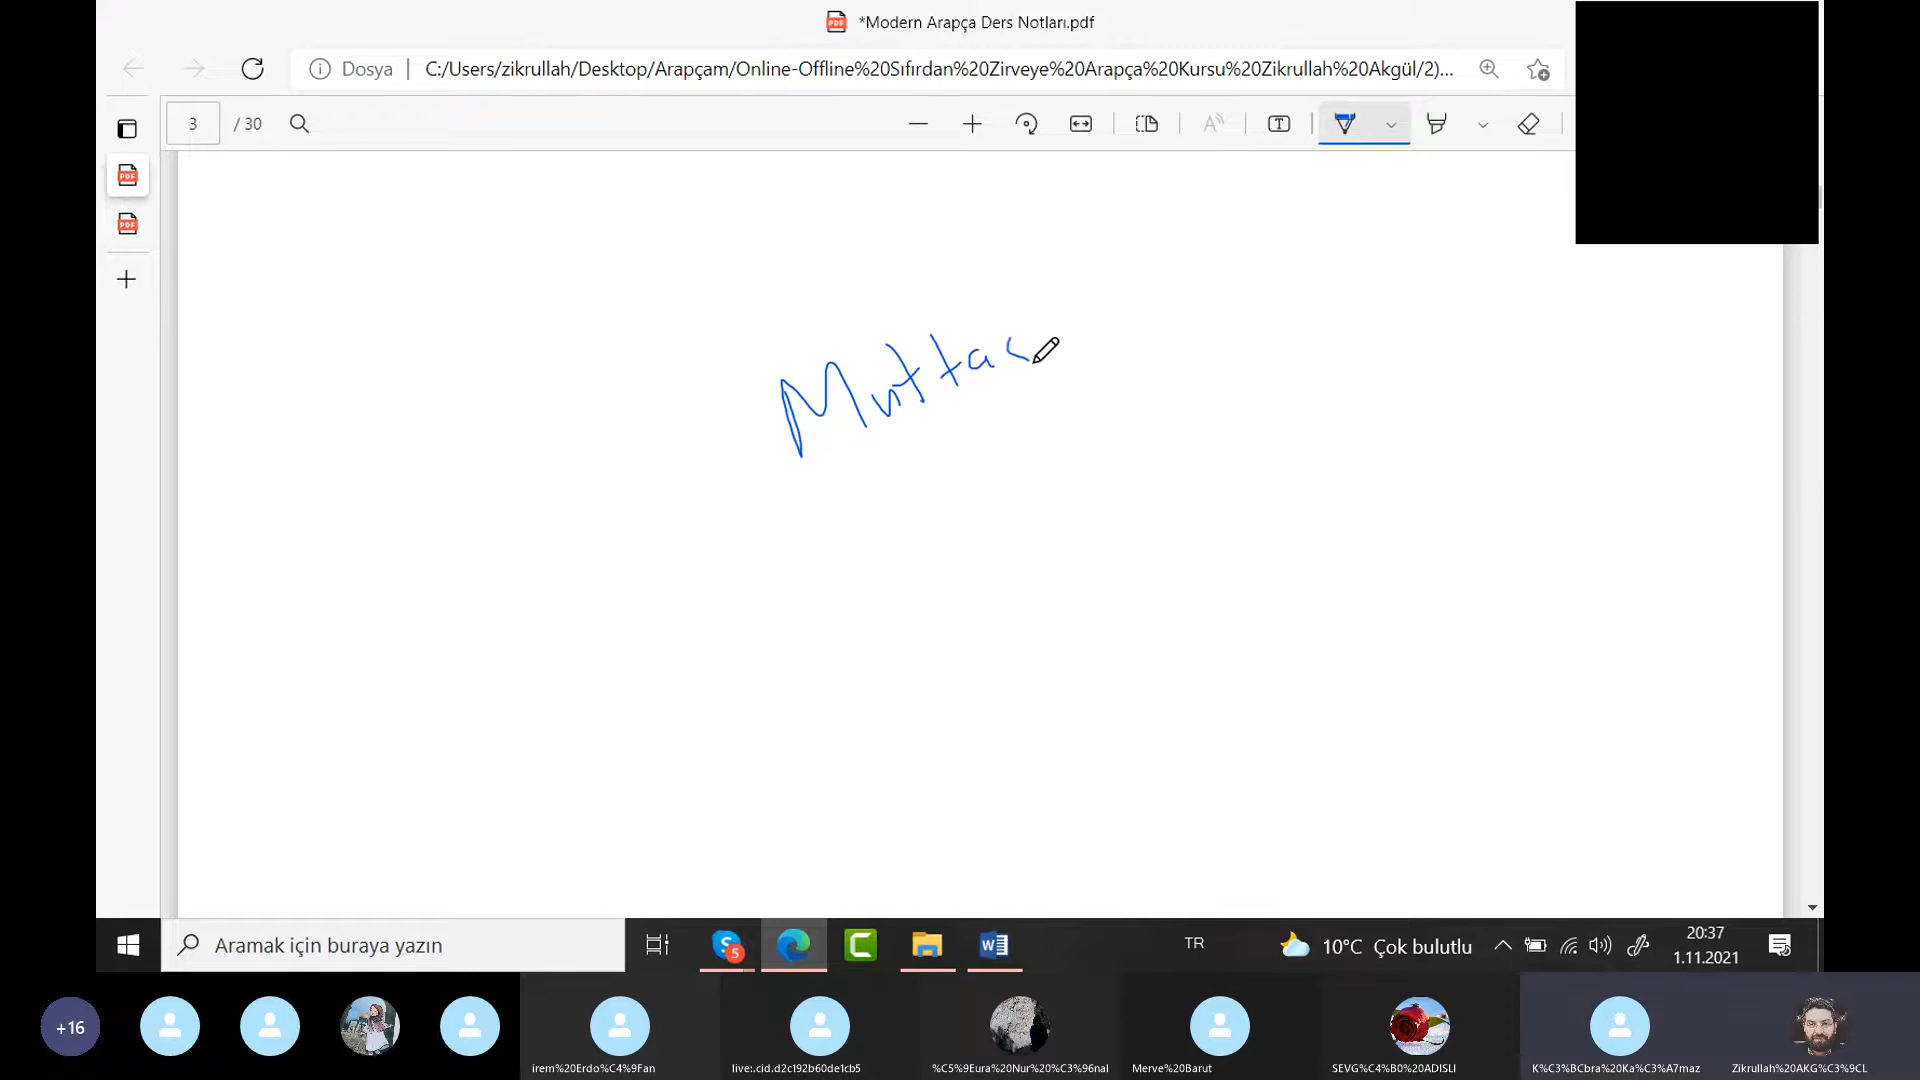 *Modern Arapça Ders Notları.pdf
Dosya | C:/Users/zikrullah/Desktop/Arapçam/Online-Offline%20Sıfırdan%20Zirveye%20Arapça%20Kursu%20Zikrullah%20Akgül/2)...
3 / 30
Muttas
Aramak için buraya yazın
TR
10°C Çok bulutlu
20:37
1.11.2021
5
+16
irem%20Erdo%C4%9Fan
live:.cid.d2c192b60de1cb5
%C5%9Eura%20Nur%20%C3%96nal
Merve%20Barut
SEVG%C4%B0%20ADISLI
K%C3%BCbra%20Ka%C3%A7maz
Zikrullah%20AKG%C3%9CL